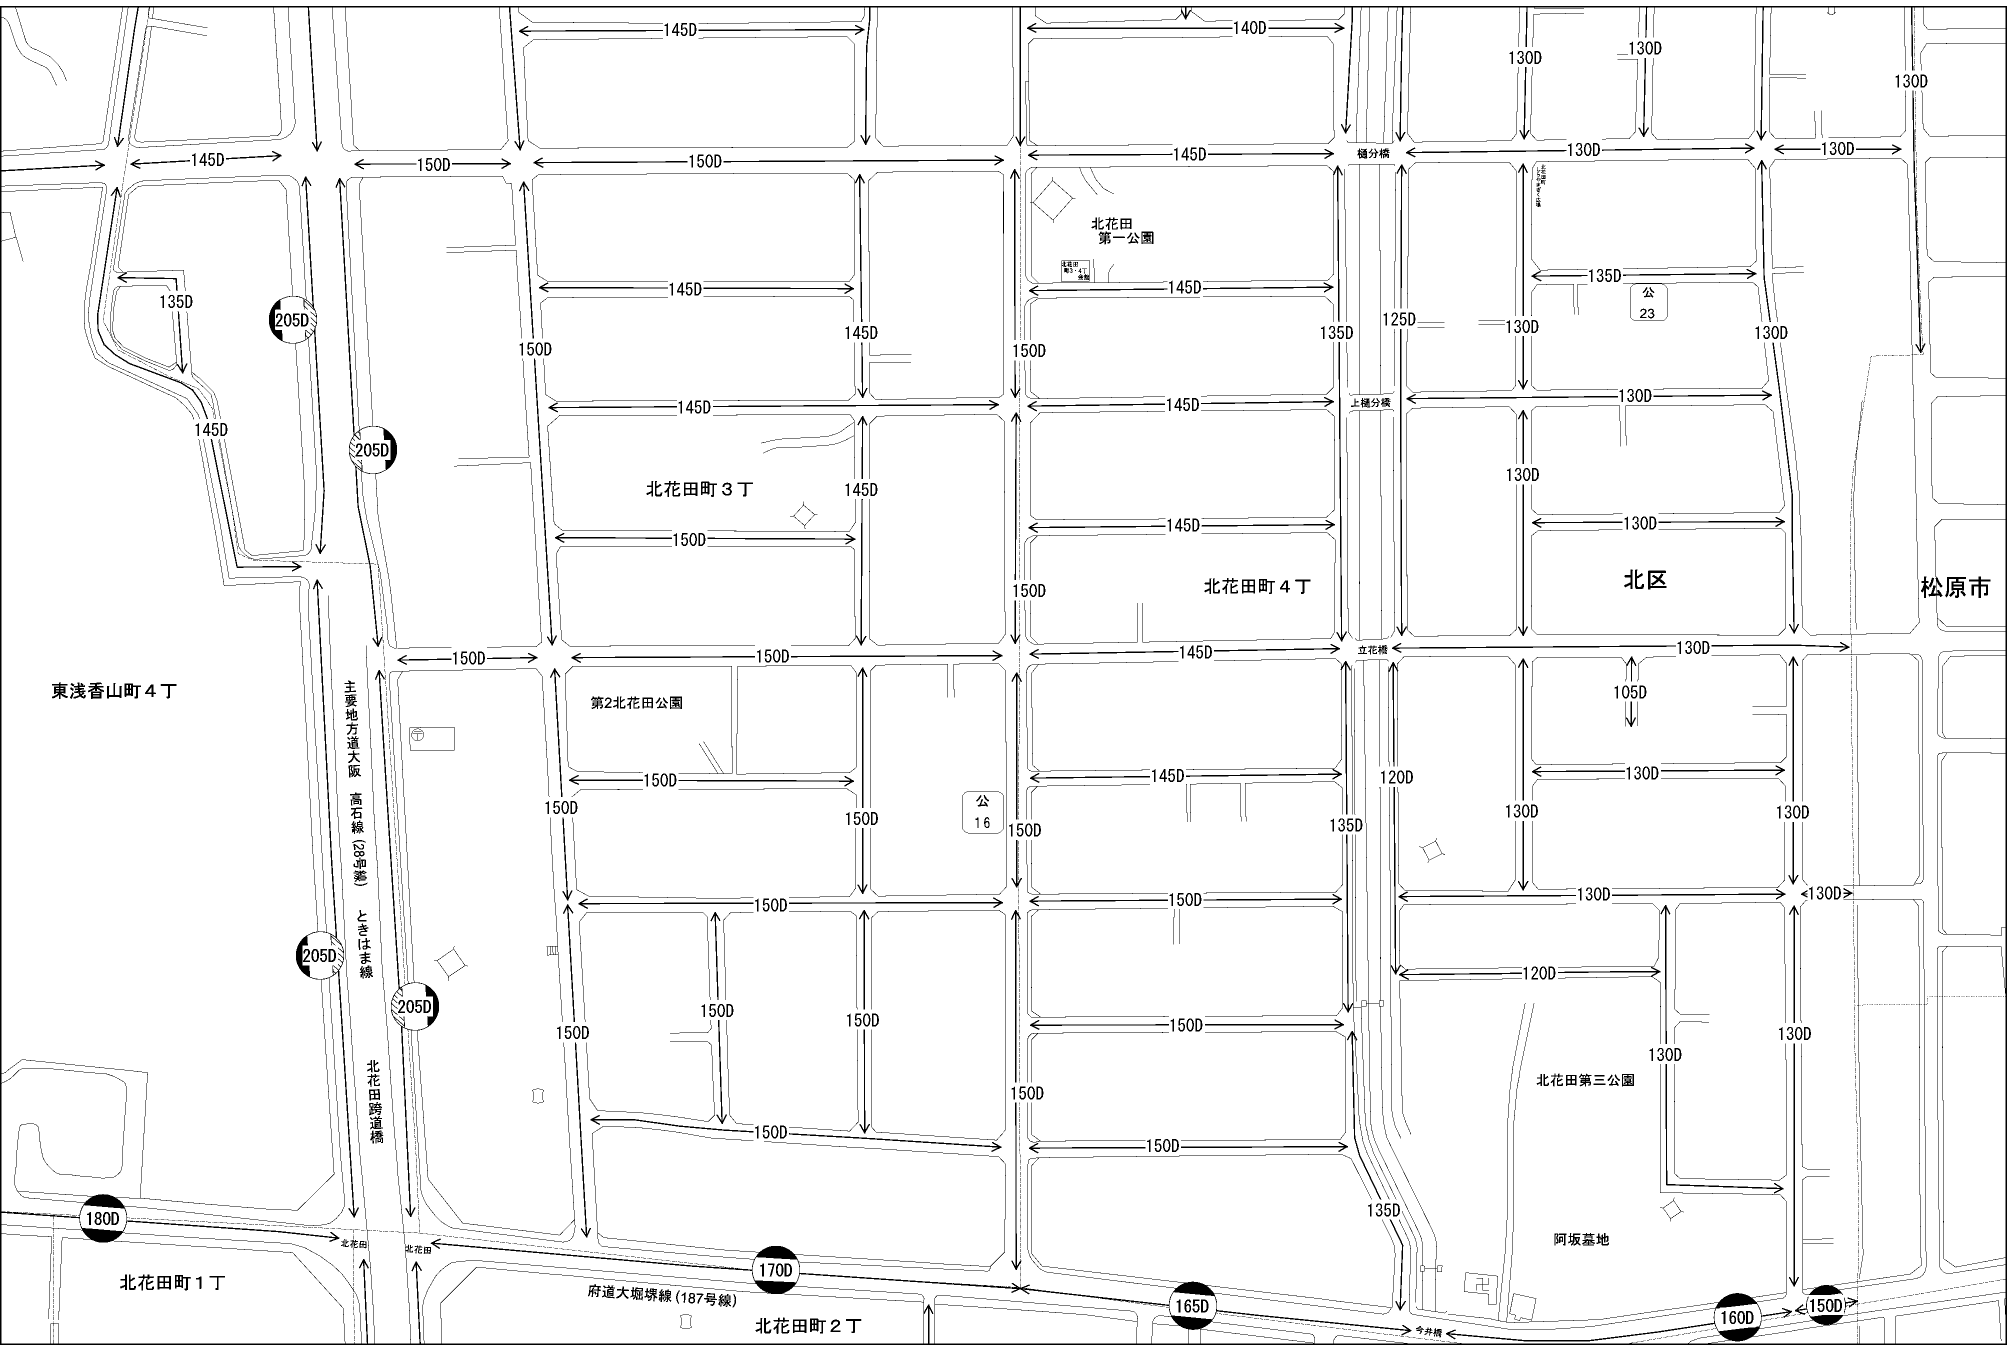 145D
140D
130D
130D
130D
145D
150D
150D
145D
樋分橋
130D
130D
北花田
第一公園
北花田
町3・4丁
会館
135D
205D
145D
145D
135D
公
23
150D
145D
150D
135D
125D
130D
130D
145D
205D
145D
145D
上樋分橋
130D
北花田町3丁
145D
130D
150D
145D
130D
150D
北花田町4丁
北区
松原市
150D
150D
145D
立花橋
130D
東浅香山町4丁
第2北花田公園
105D
主要地方道大阪 高石線(28号線) ときはま線
150D
145D
120D
130D
150D
公
16
150D
150D
135D
130D
130D
150D
150D
130D
130D
205D
205D
150D
150D
150D
150D
120D
130D
130D
北花田跨道橋
150D
北花田第三公園
150D
150D
135D
180D
北花田
北花田
阿坂墓地
北花田町1丁
170D
府道大堀堺線(187号線)
北花田町2丁
165D
今井橋
160D
150D